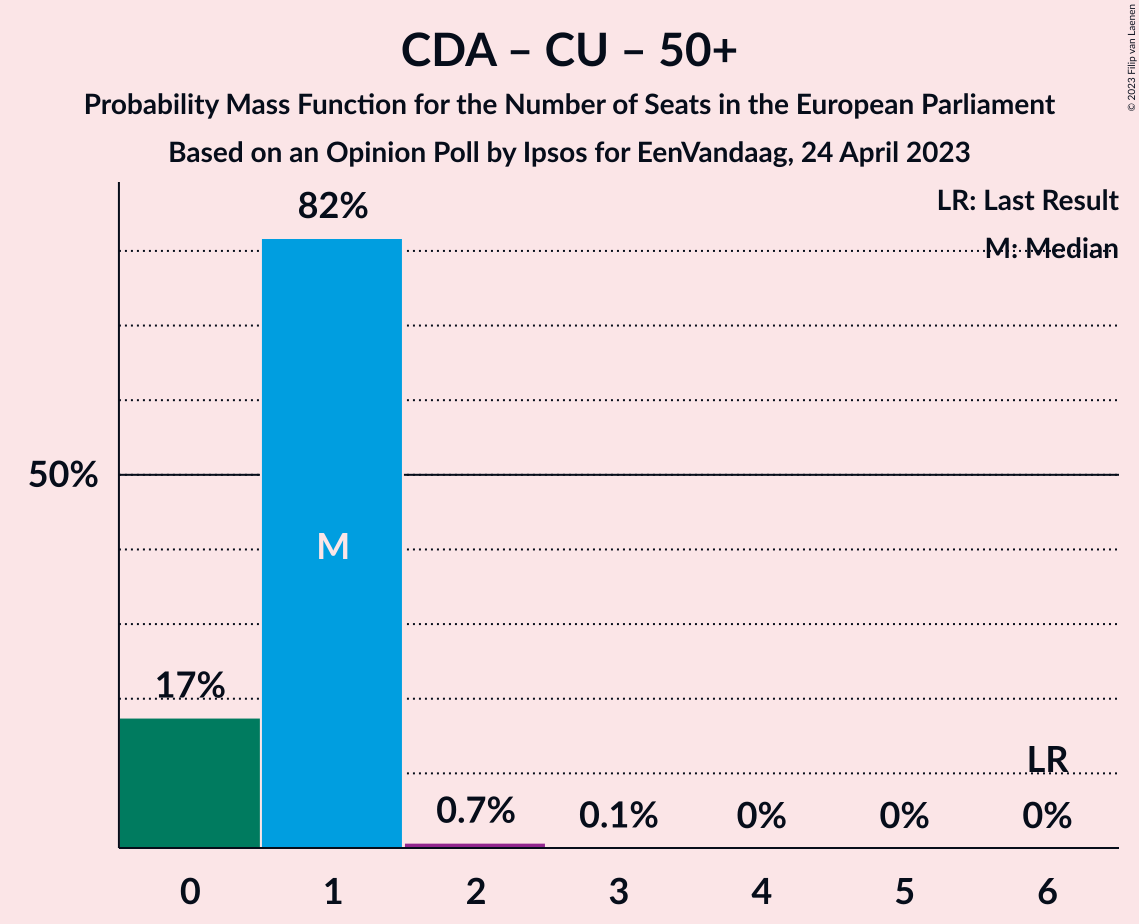 CDA – CU – 50+
Probability Mass Function for the Number of Seats in the European Parliament
Based on an Opinion Poll by Ipsos for EenVandaag, 24 April 2023
© 2023 Filip van Laenen
LR: Last Result
M: Median
82%
50%
M
17%
LR
0.7%
0.1%
0%
0%
0%
0
1
2
3
4
5
6